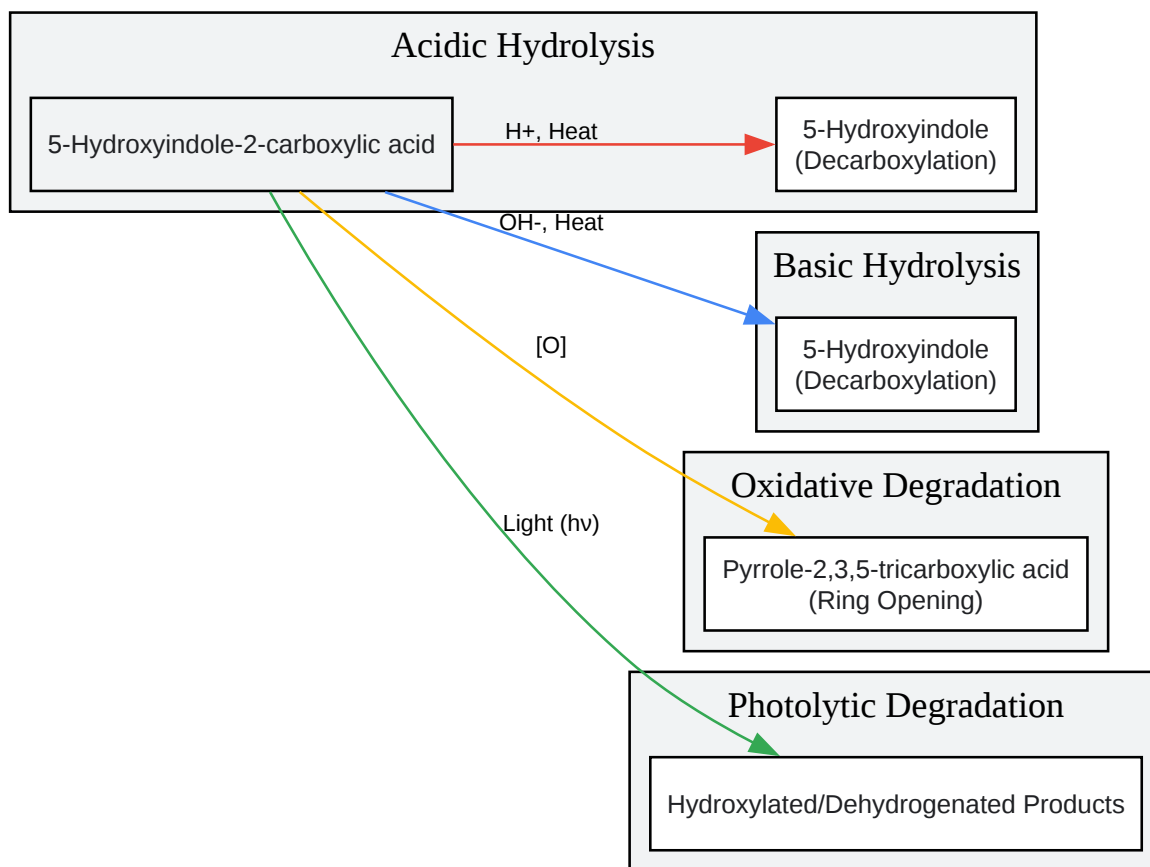 Acidic Hydrolysis
5-Hydroxyindole-2-carboxylic acid
H+, Heat
5-Hydroxyindole
(Decarboxylation)
OH-, Heat
Basic Hydrolysis
5-Hydroxyindole
(Decarboxylation)
[O]
Oxidative Degradation
Pyrrole-2,3,5-tricarboxylic acid
(Ring Opening)
Light (hν)
Photolytic Degradation
Hydroxylated/Dehydrogenated Products